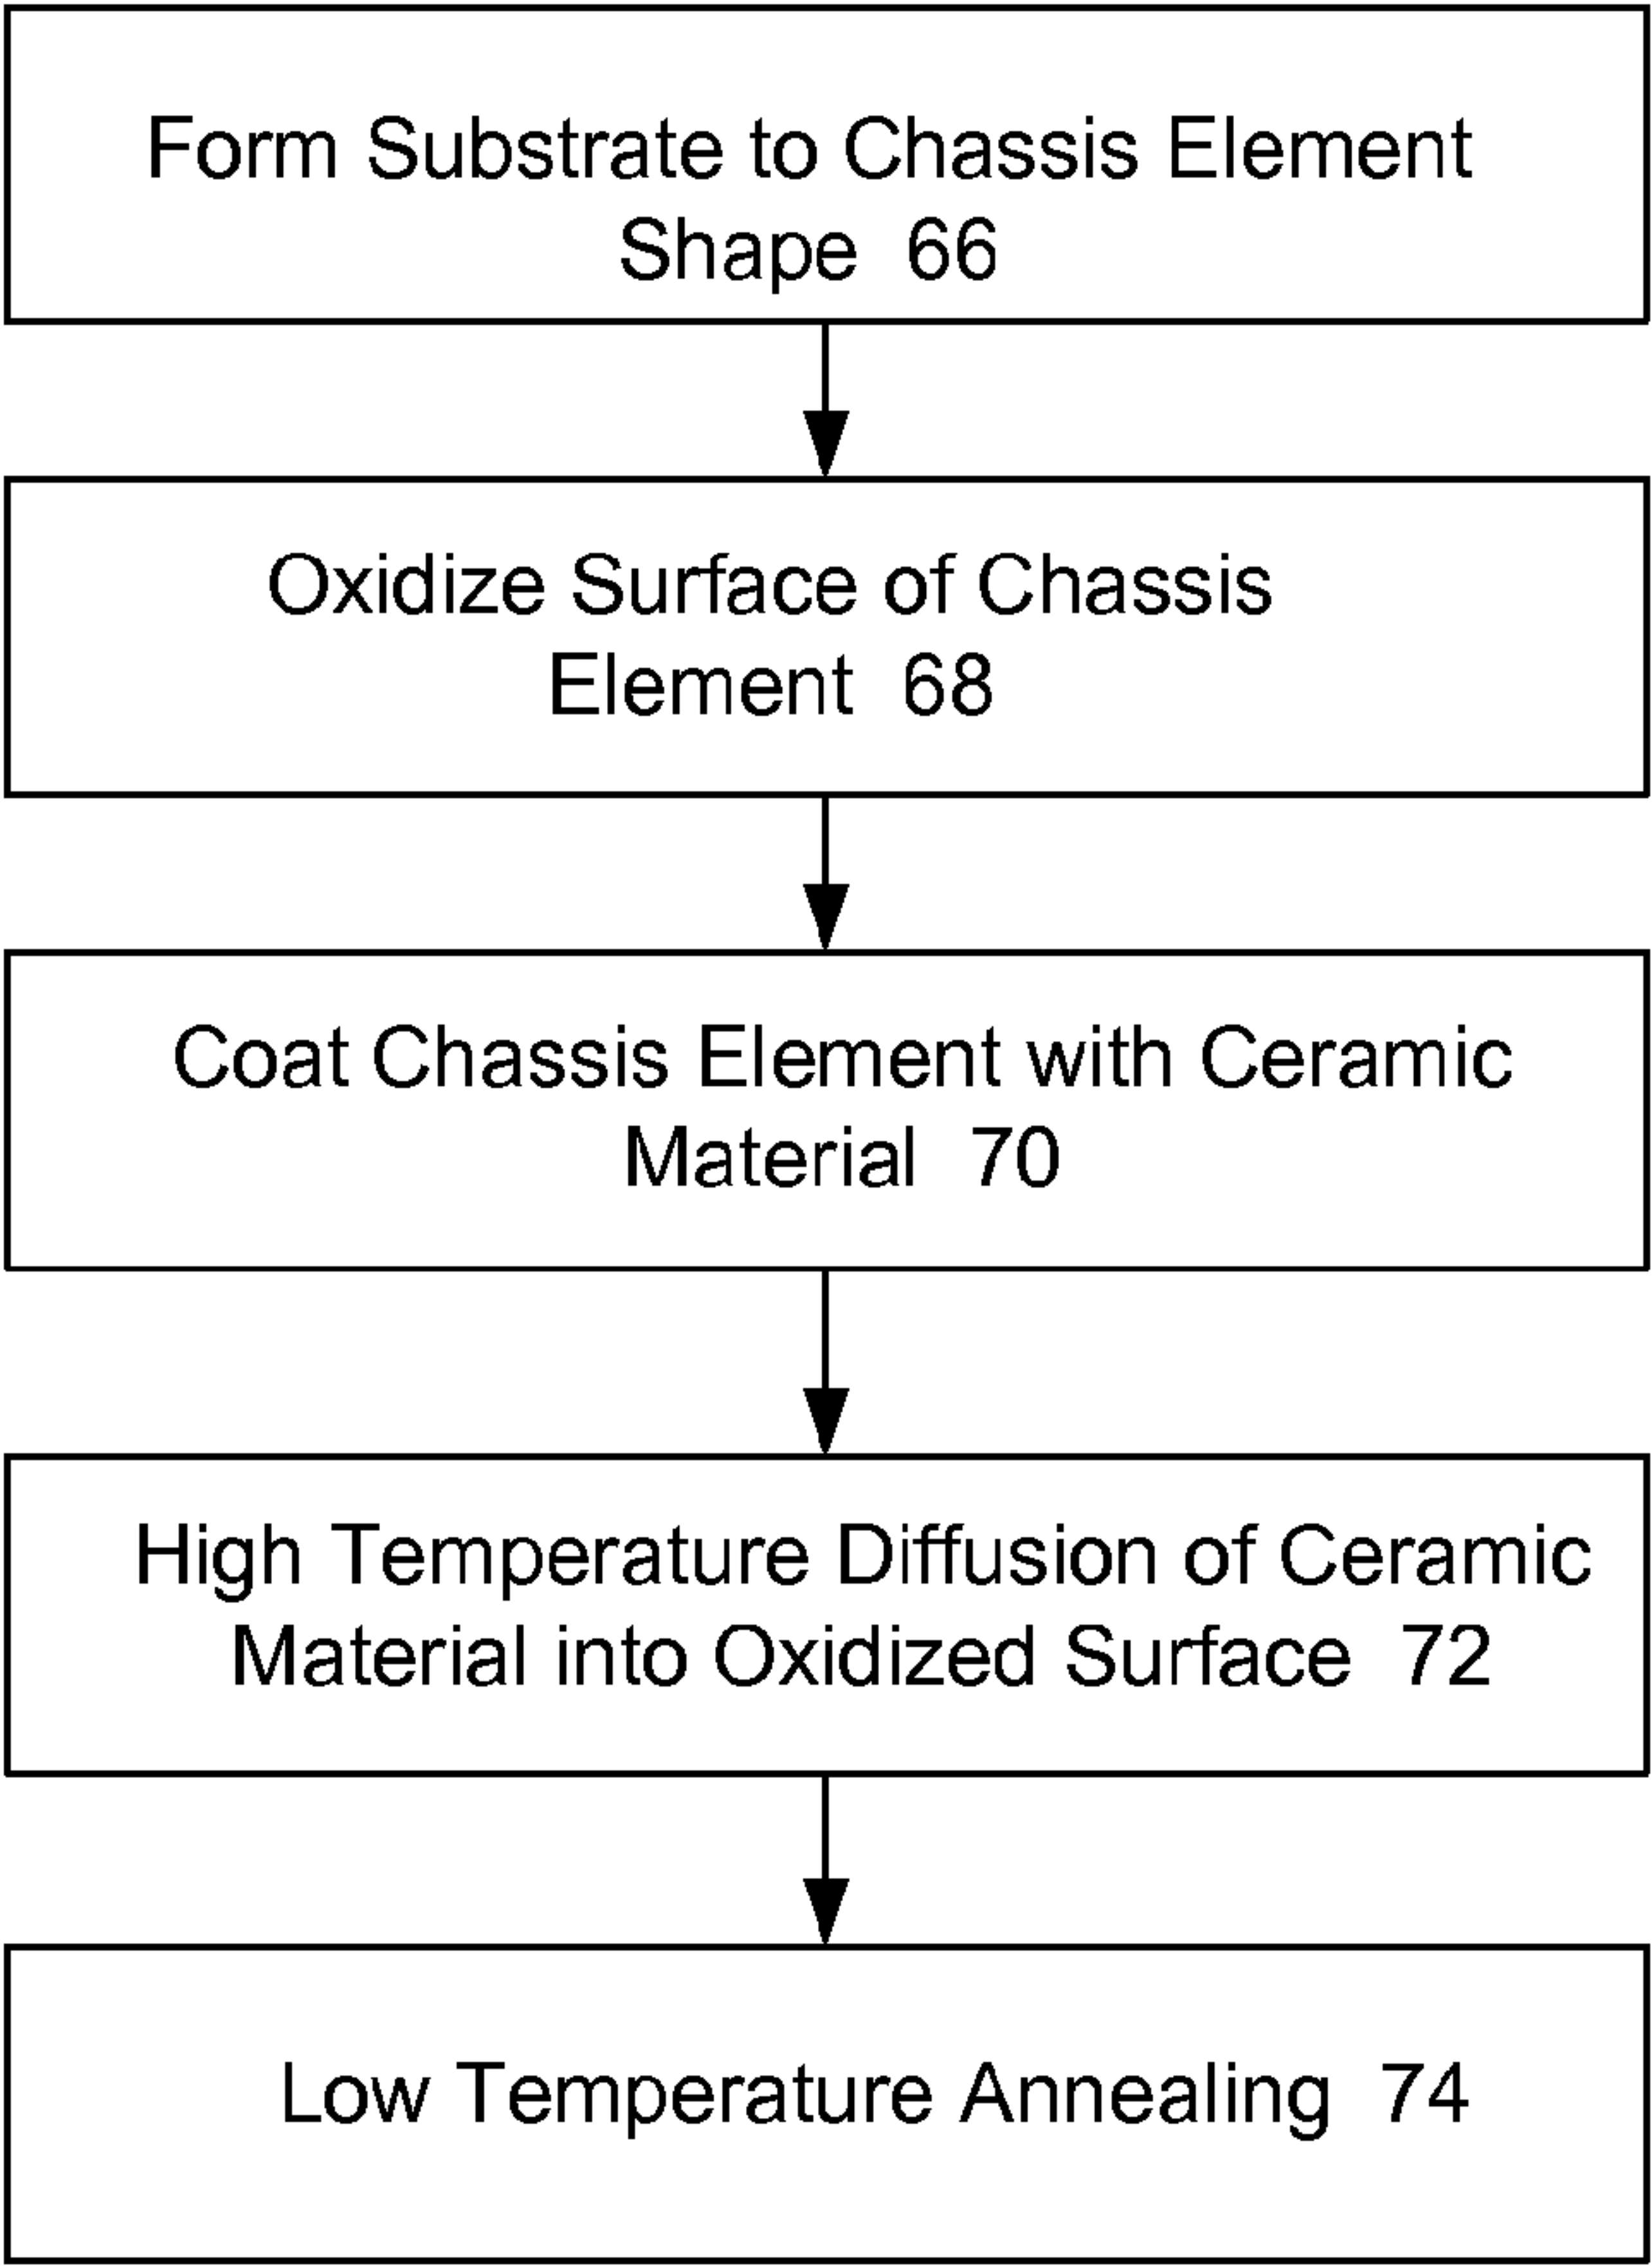 Form Substrate to Chassis Element
Shape 66
Oxidize Surface of Chassis
Element 68
Coat Chassis Element with Ceramic
Material 70
High Temperature Diffusion of Ceramic
Material into Oxidized Surface 72
Low Temperature Annealing 74